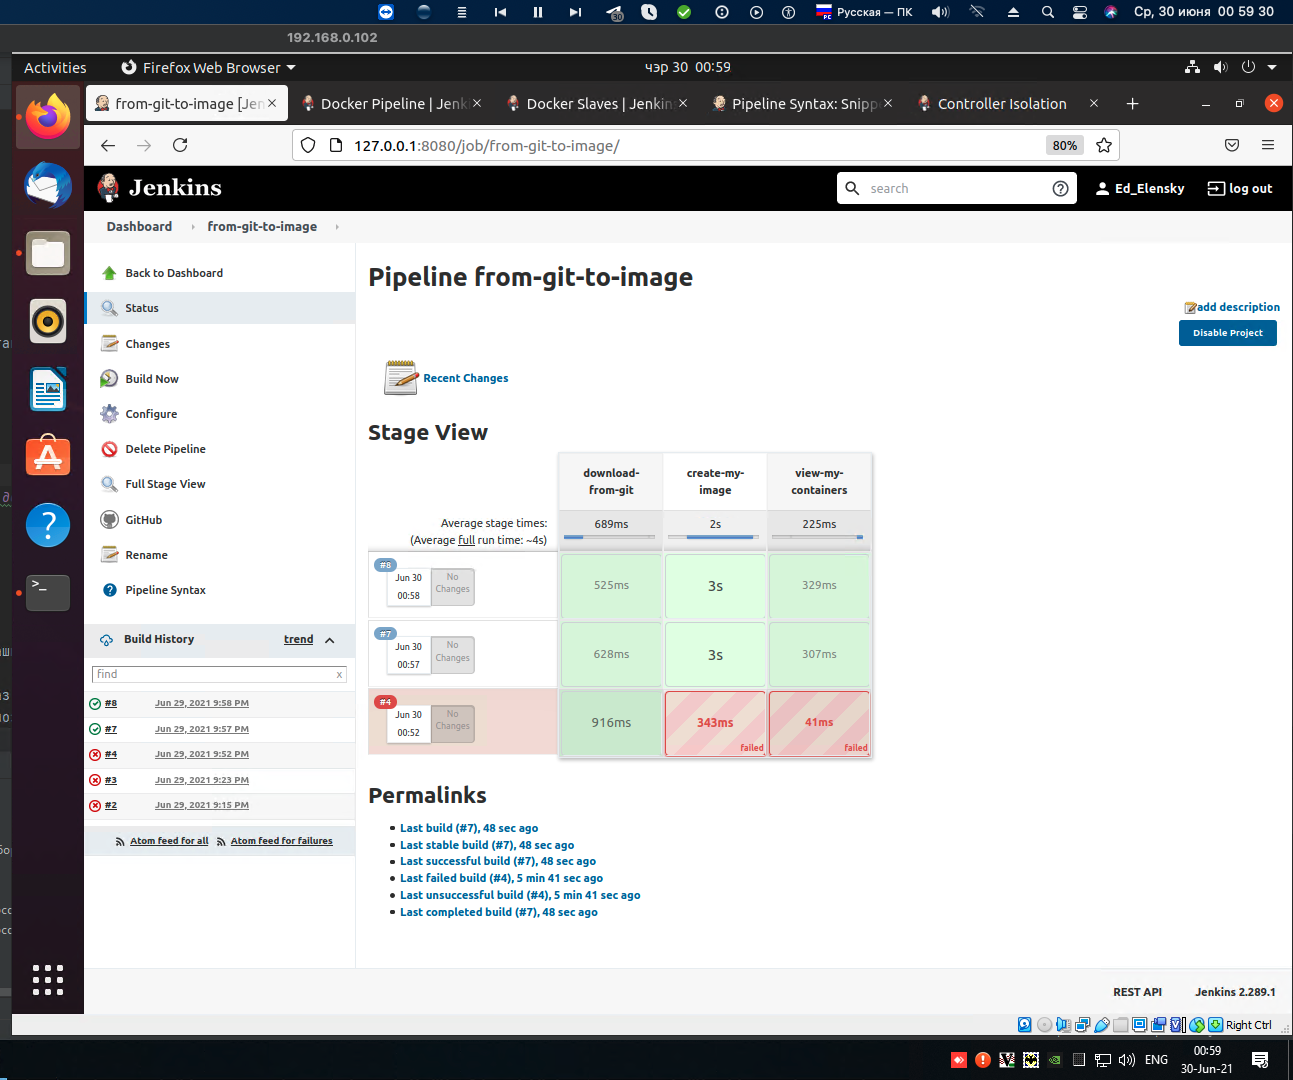 30
РС
Русская — ПК
Ср, 30 июня 00 59 30
192.168.0.102
Activities
Firefox Web Browser
чэр 30 00:59
from-git-to-image [Jen
Docker Pipeline | Jenk
Docker Slaves | Jenkin
Pipeline Syntax: Snipp
Controller Isolation
127.0.0.1:8080/job/from-git-to-image/
80%
Jenkins
search
Ed_Elensky
log out
Dashboard
from-git-to-image
Back to Dashboard
Status
Changes
Build Now
Configure
Delete Pipeline
Full Stage View
GitHub
Rename
Pipeline Syntax
Build History
trend
find
x
#8 Jun 29, 2021 9:58 PM
#7 Jun 29, 2021 9:57 PM
#4 Jun 29, 2021 9:52 PM
#3 Jun 29, 2021 9:23 PM
#2 Jun 29, 2021 9:15 PM
Atom feed for all
Atom feed for failures
Pipeline from-git-to-image
add description
Disable Project
Recent Changes
Stage View
download-from-git
create-my-image
view-my-containers
Average stage times:
(Average full run time: ~4s)
689ms
2s
225ms
#8
Jun 30
00:58
No Changes
525ms
3s
329ms
#7
Jun 30
00:57
No Changes
628ms
3s
307ms
#4
Jun 30
00:52
No Changes
916ms
343ms
failed
41ms
failed
Permalinks
Last build (#7), 48 sec ago
Last stable build (#7), 48 sec ago
Last successful build (#7), 48 sec ago
Last failed build (#4), 5 min 41 sec ago
Last unsuccessful build (#4), 5 min 41 sec ago
Last completed build (#7), 48 sec ago
REST API
Jenkins 2.289.1
Right Ctrl
ENG
00:59
30-Jun-21